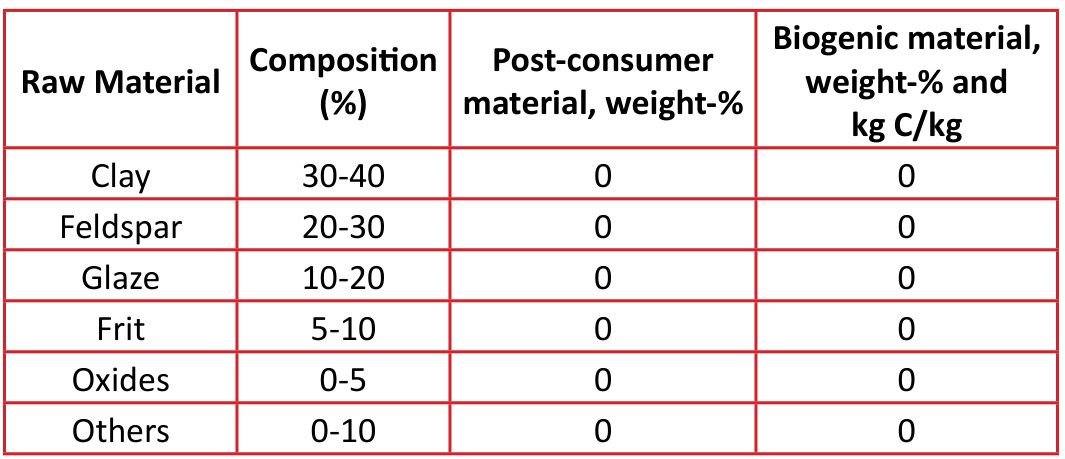 Raw Material
Composition
(%)
Post-consumer
material, weight-%
Biogenic material,
weight-% and
kg C/kg
Clay 30-40 0 0
Feldspar 20-30 0 0
Glaze 10-20 0 0
Frit 5-10 0 0
Oxides 0-5 0 0
Others 0-10 0 0